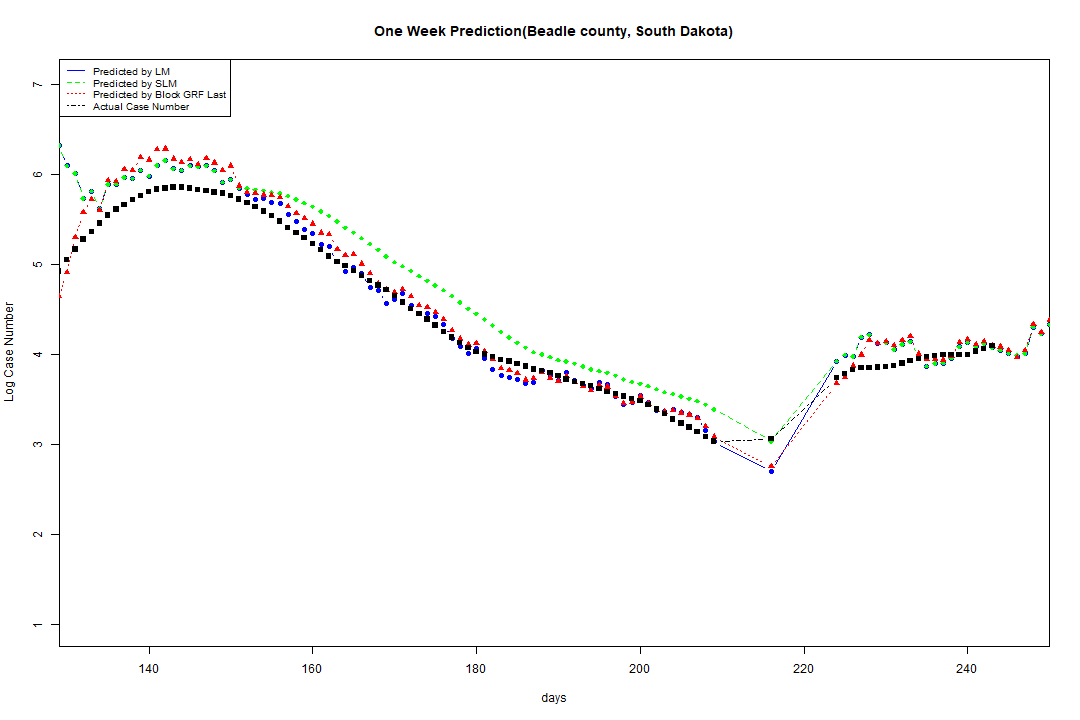 One Week Prediction(Beadle county, South Dakota)
Predicted by LM
Predicted by SLM
Predicted by Block GRF Last
Actual Case Number
7
6
5
4
3
2
1
Log Case Number
140 160 180 200 220 240
days